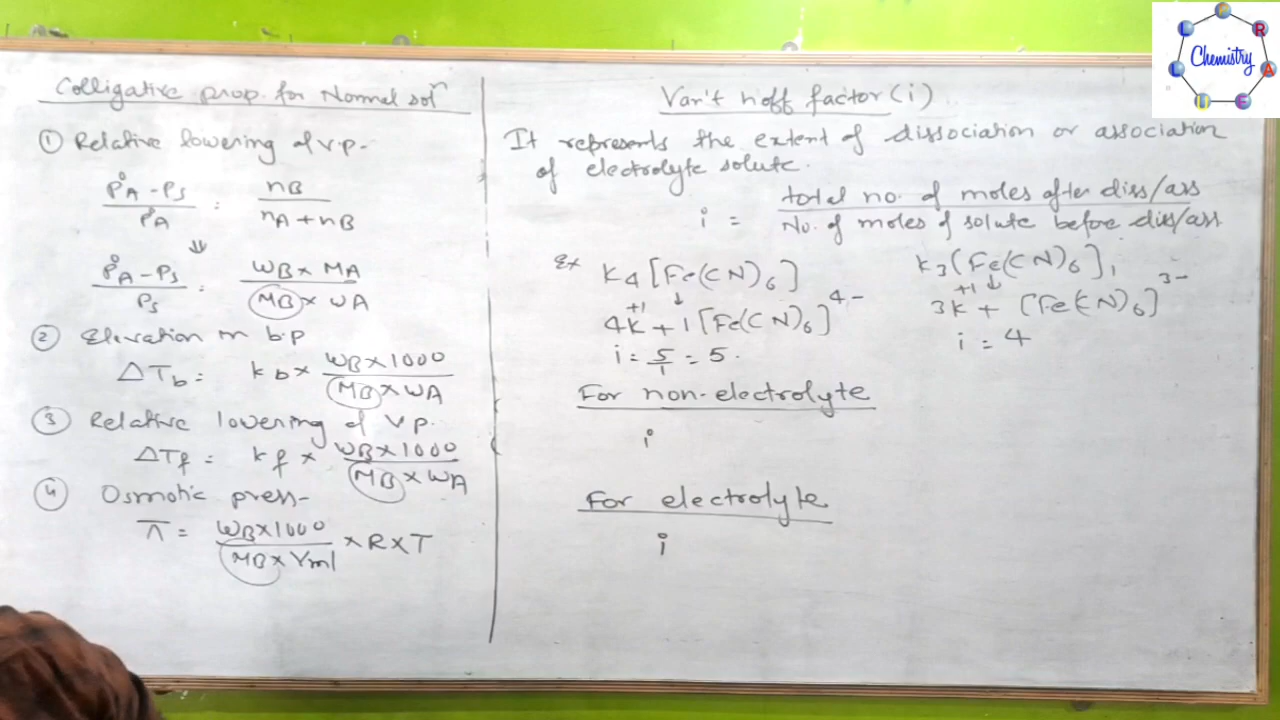 Colligative prop. for Normal solⁿ
① Relative lowering of v.p.
P°A - Ps / P°A = nB / nA + nB
⇓
P°A - Ps / Ps = WB × MA / MB × WA
② Elevation in b.p
ΔTb = kb × WB × 1000 / MB × WA
③ Relative lowering of V.p.
ΔTf = kf × WB × 1000 / MB × WA
④ Osmotic press-
π = WB × 1000 / MB × Vml × R × T
Van't hoff factor (i)
It represents the extent of dissociation or association
of electrolyte solute.
i = total no. of moles after diss/ass / No. of moles of solute before diss/ass
Ex K4[Fe(CN)6]
↓
4K⁺¹ + 1[Fe(CN)6]⁴⁻
i = 5/1 = 5.
K3[Fe(CN)6],
↓
3K⁺¹ + [Fe(CN)6]³⁻
i = 4
For non-electrolyte
i
For electrolyte
i
Chemistry
L
L
R
A
I
E